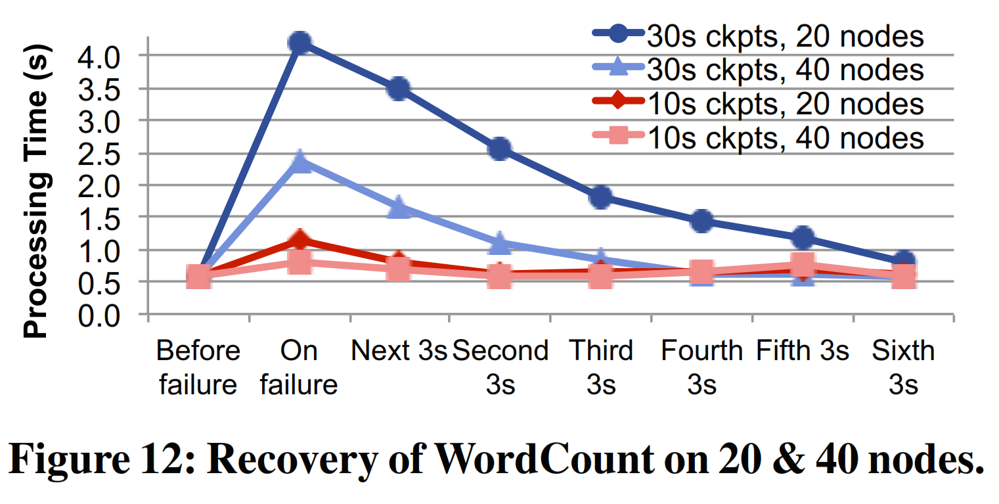 Processing Time (s)
4.0
3.5
3.0
2.5
2.0
1.5
1.0
0.5
0.0
30s ckpts, 20 nodes
30s ckpts, 40 nodes
10s ckpts, 20 nodes
10s ckpts, 40 nodes
Before failure
On failure
Next 3s
Second 3s
Third 3s
Fourth 3s
Fifth 3s
Sixth 3s
Figure 12: Recovery of WordCount on 20 & 40 nodes.